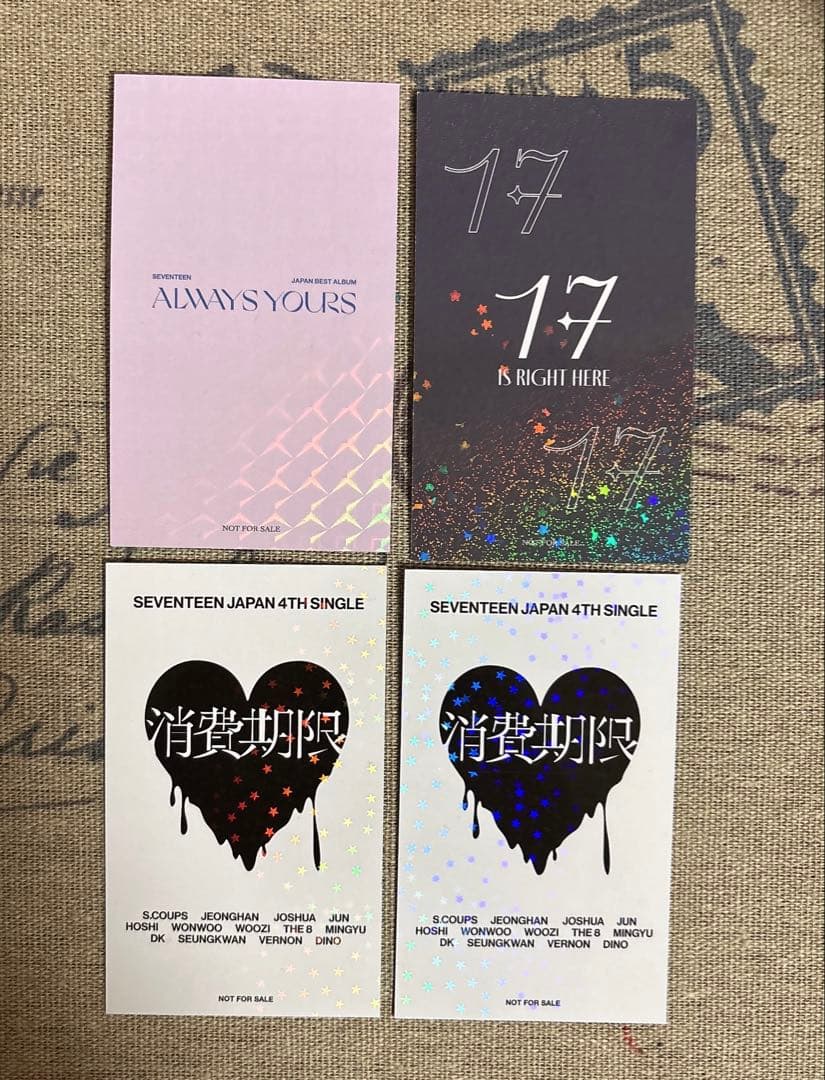 SEVENTEEN JAPAN BEST ALBUM
ALWAYS YOURS
NOT FOR SALE
17
17
IS RIGHT HERE
17
NOT FOR SALE
SEVENTEEN JAPAN 4TH SINGLE
消費期限
S.COUPS JEONGHAN JOSHUA JUN
HOSHI WONWOO WOOZI THE 8 MINGYU
DK SEUNGKWAN VERNON DINO
NOT FOR SALE
SEVENTEEN JAPAN 4TH SINGLE
消費期限
S.COUPS JEONGHAN JOSHUA JUN
HOSHI WONWOO WOOZI THE 8 MINGYU
DK SEUNGKWAN VERNON DINO
NOT FOR SALE